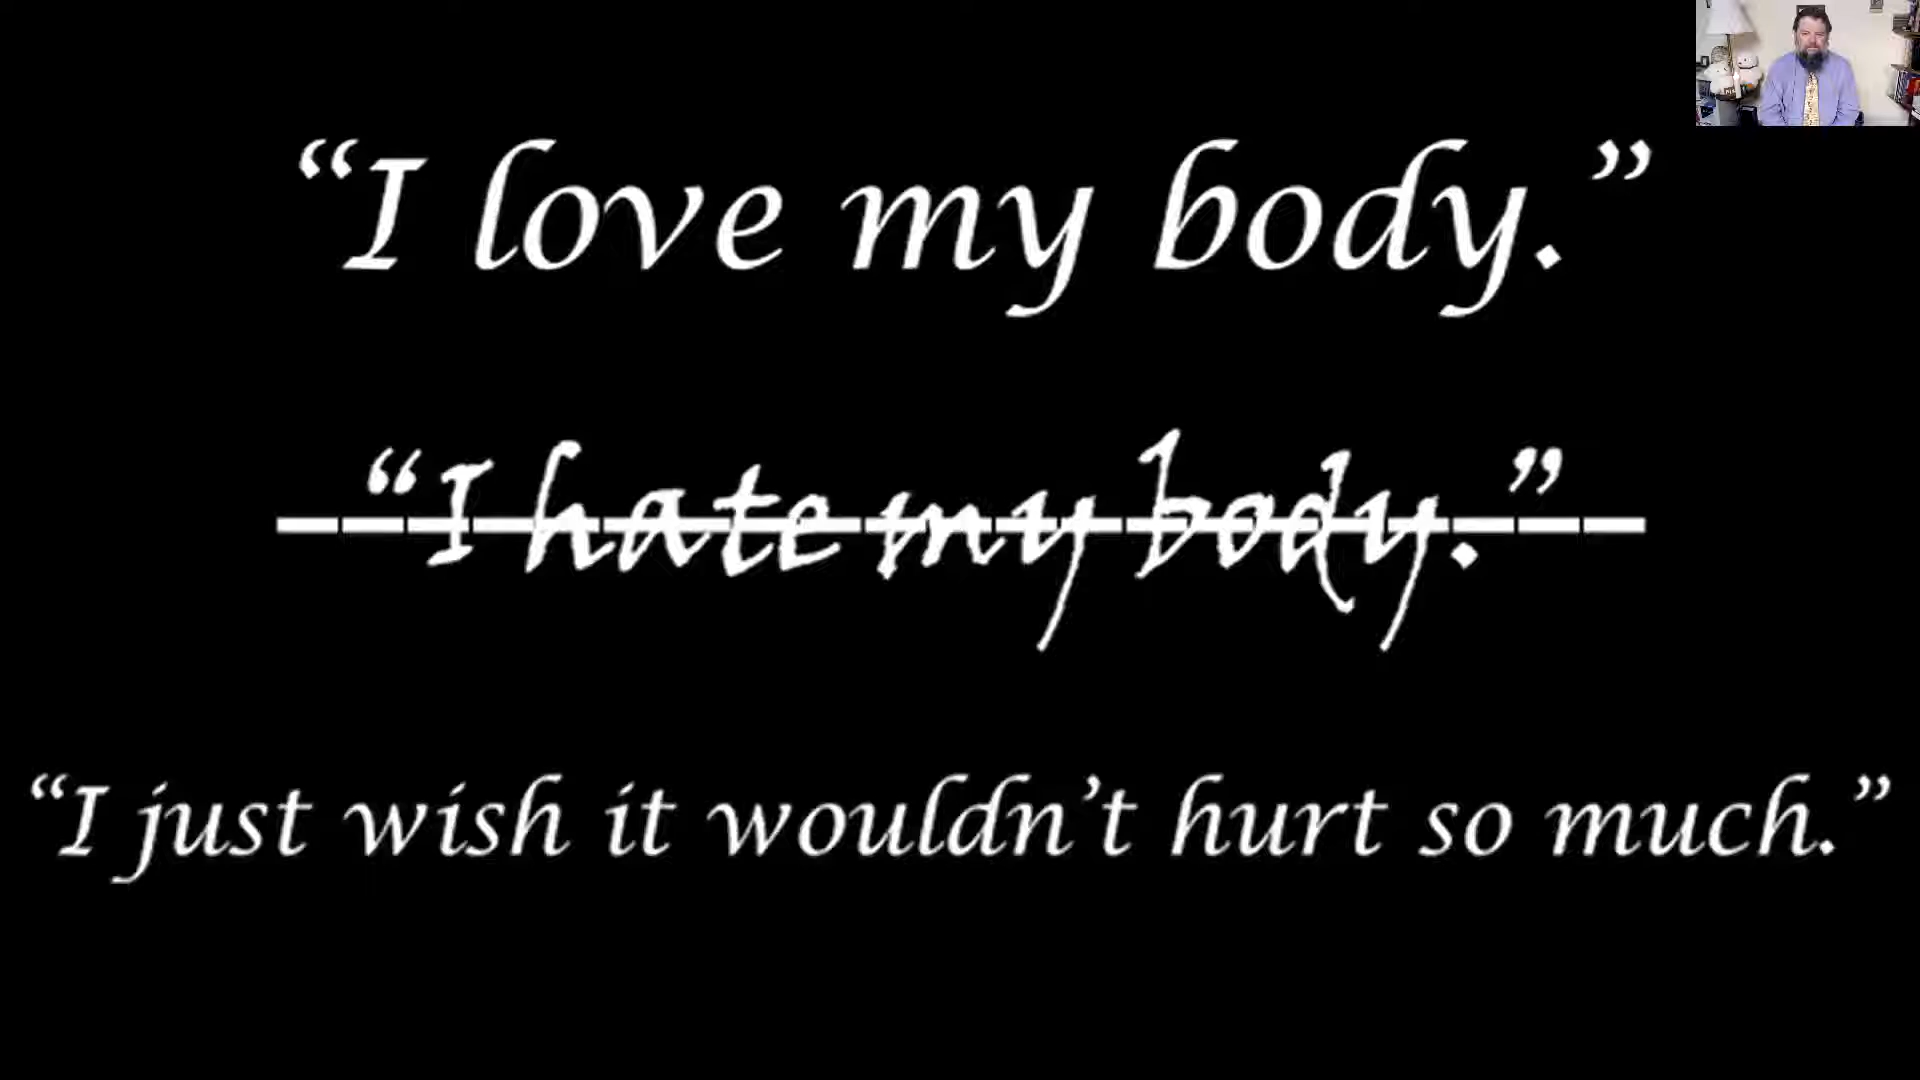 “I love my body.”
“I hate my body.”
“I just wish it wouldn’t hurt so much.”